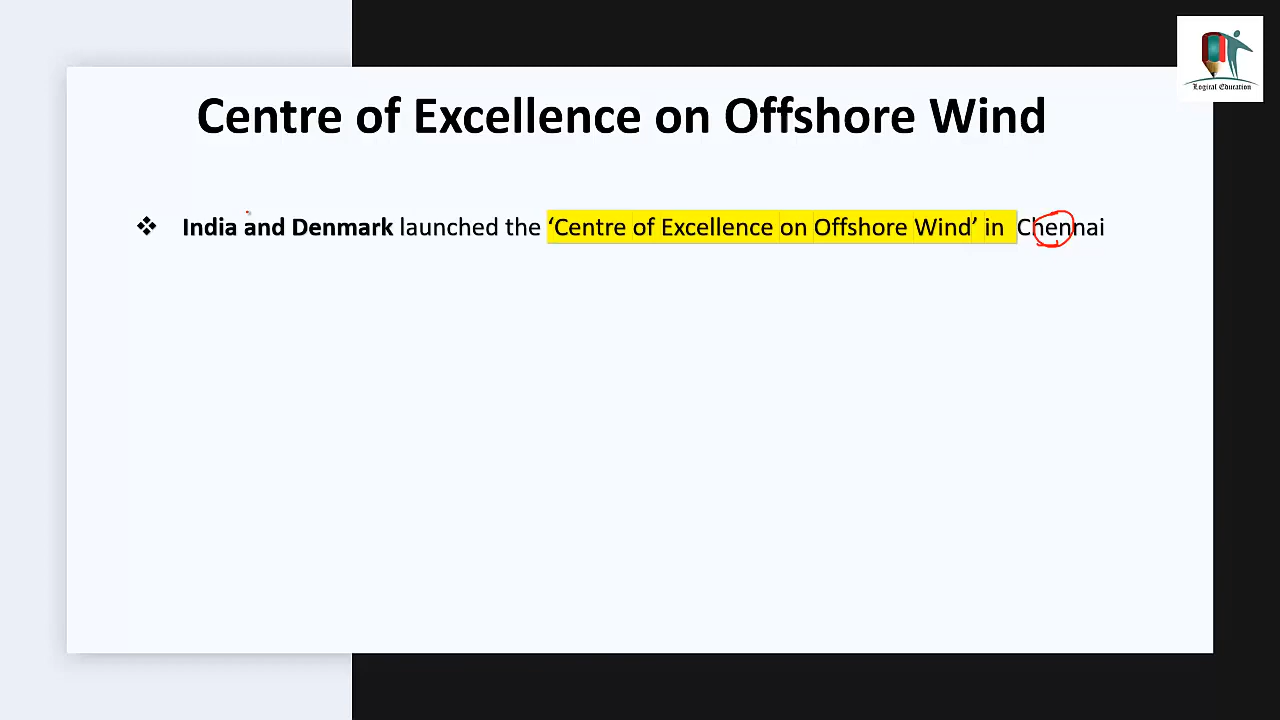 Logical Education
Centre of Excellence on Offshore Wind
❖ India and Denmark launched the ‘Centre of Excellence on Offshore Wind’ in Chennai